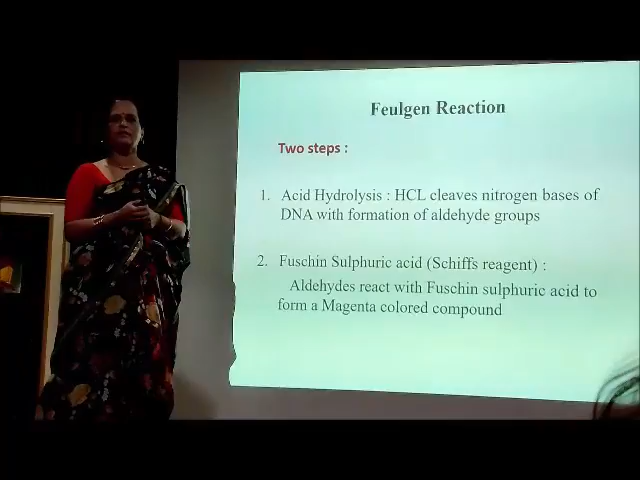 Feulgen Reaction
Two steps :
1. Acid Hydrolysis : HCL cleaves nitrogen bases of
DNA with formation of aldehyde groups
2. Fuschin Sulphuric acid (Schiffs reagent) :
Aldehydes react with Fuschin sulphuric acid to
form a Magenta colored compound